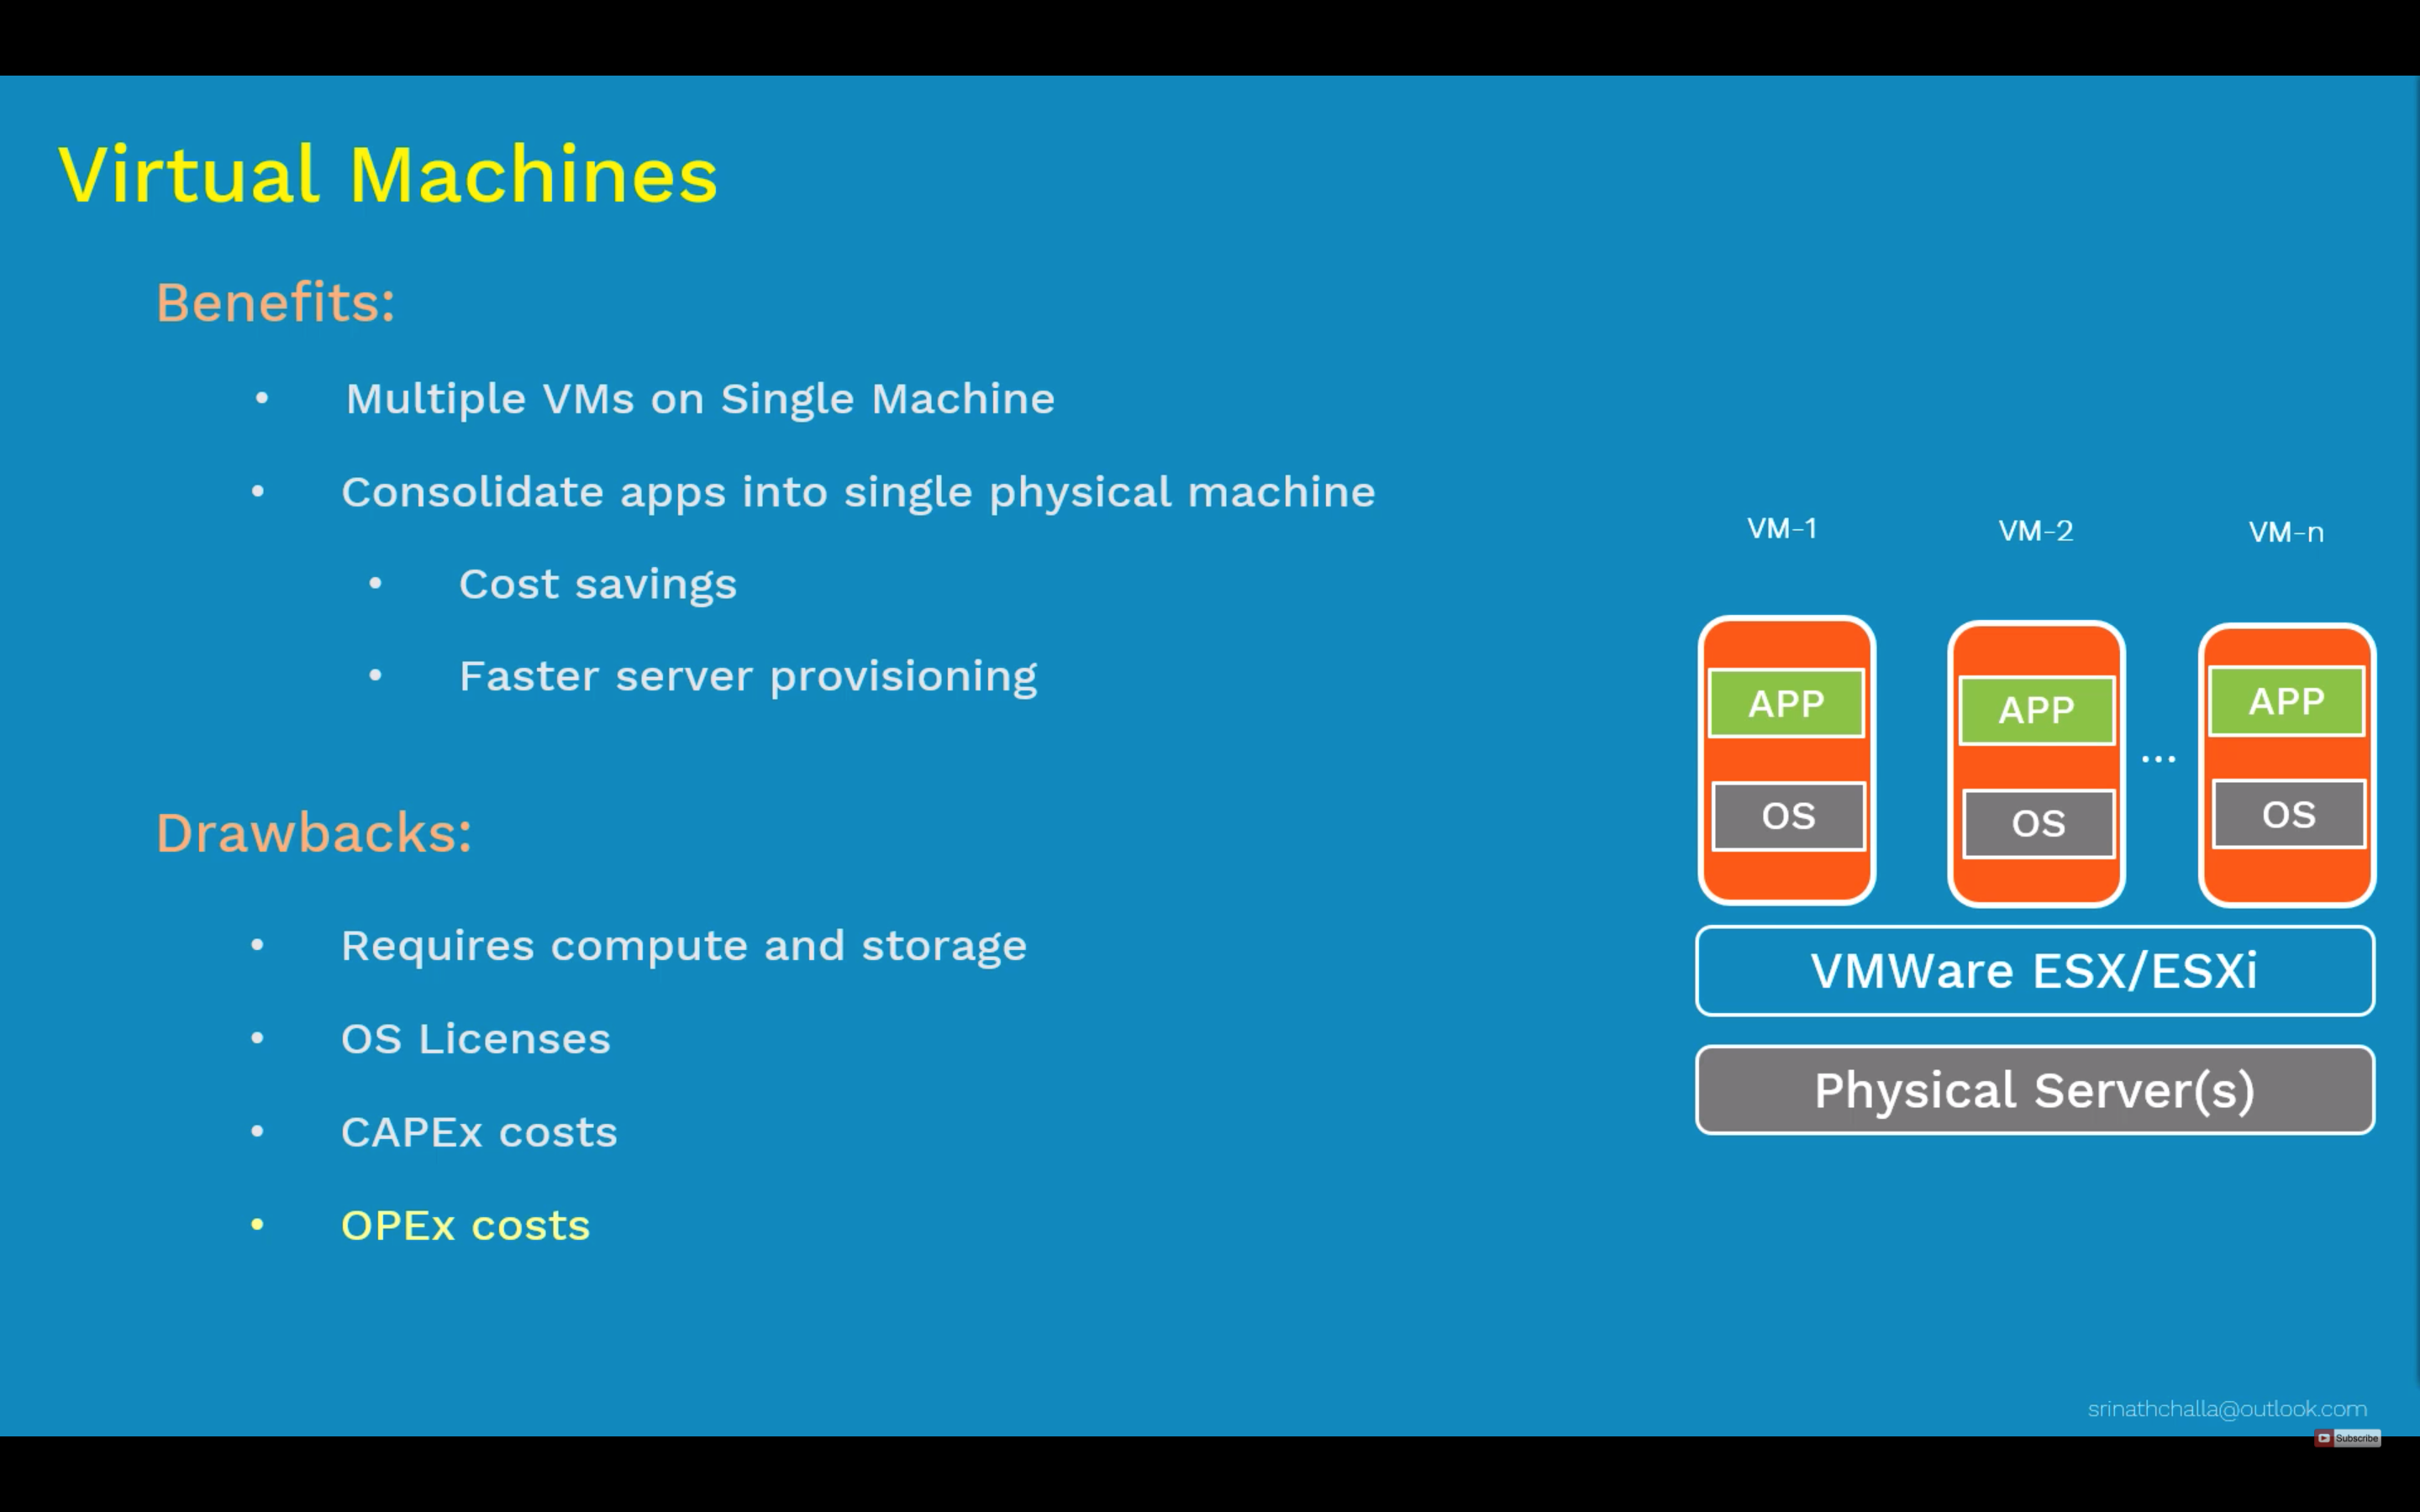 Virtual Machines
Benefits:
• Multiple VMs on Single Machine
• Consolidate apps into single physical machine
• Cost savings
• Faster server provisioning
Drawbacks:
• Requires compute and storage
• OS Licenses
• CAPEx costs
• OPEx costs
VM-1 VM-2 VM-n
APP APP APP
...
OS OS OS
VMWare ESX/ESXi
Physical Server(s)
srinathchalla@outlook.com
Subscribe